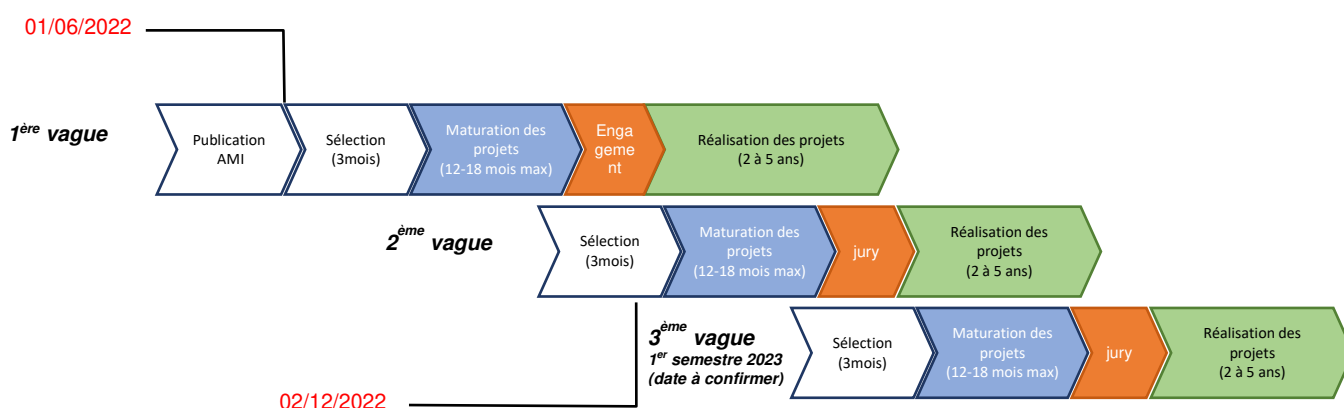 01/06/2022
1ère vague
Publication
AMI
Sélection
(3mois)
Maturation des
projets
(12-18 mois max)
Enga
geme
nt
Réalisation des projets
(2 à 5 ans)
2ème vague
Sélection
(3mois)
Maturation des
projets
(12-18 mois max)
jury
Réalisation des
projets
(2 à 5 ans)
3ème vague
1er semestre 2023
(date à confirmer)
Sélection
(3mois)
Maturation des
projets
(12-18 mois max)
jury
Réalisation des
projets
(2 à 5 ans)
02/12/2022